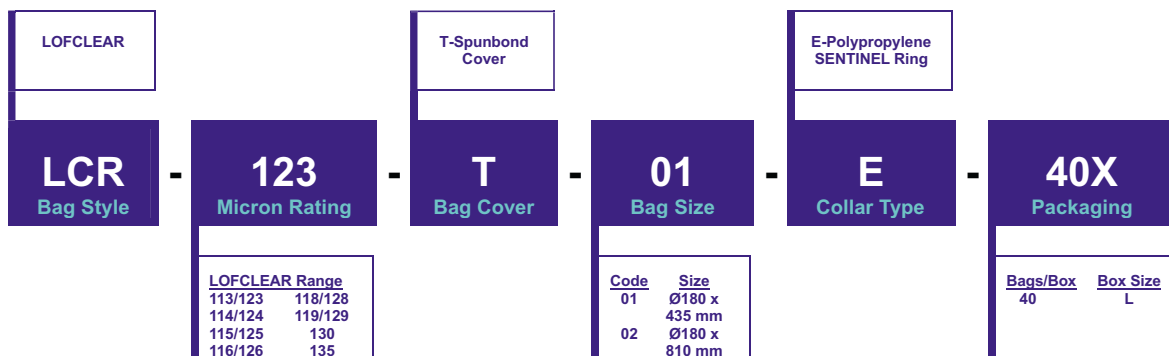 LOFCLEAR
T-Spunbond
Cover
E-Polypropylene
SENTINEL Ring
LCR - 123 - T - 01 - E - 40X
Bag Style Micron Rating Bag Cover Bag Size Collar Type Packaging
LOFCLEAR Range
113/123 118/128
114/124 119/129
115/125 130
116/126 135
Code Size
01 Ø180 x
435 mm
02 Ø180 x
810 mm
Bags/Box Box Size
40 L